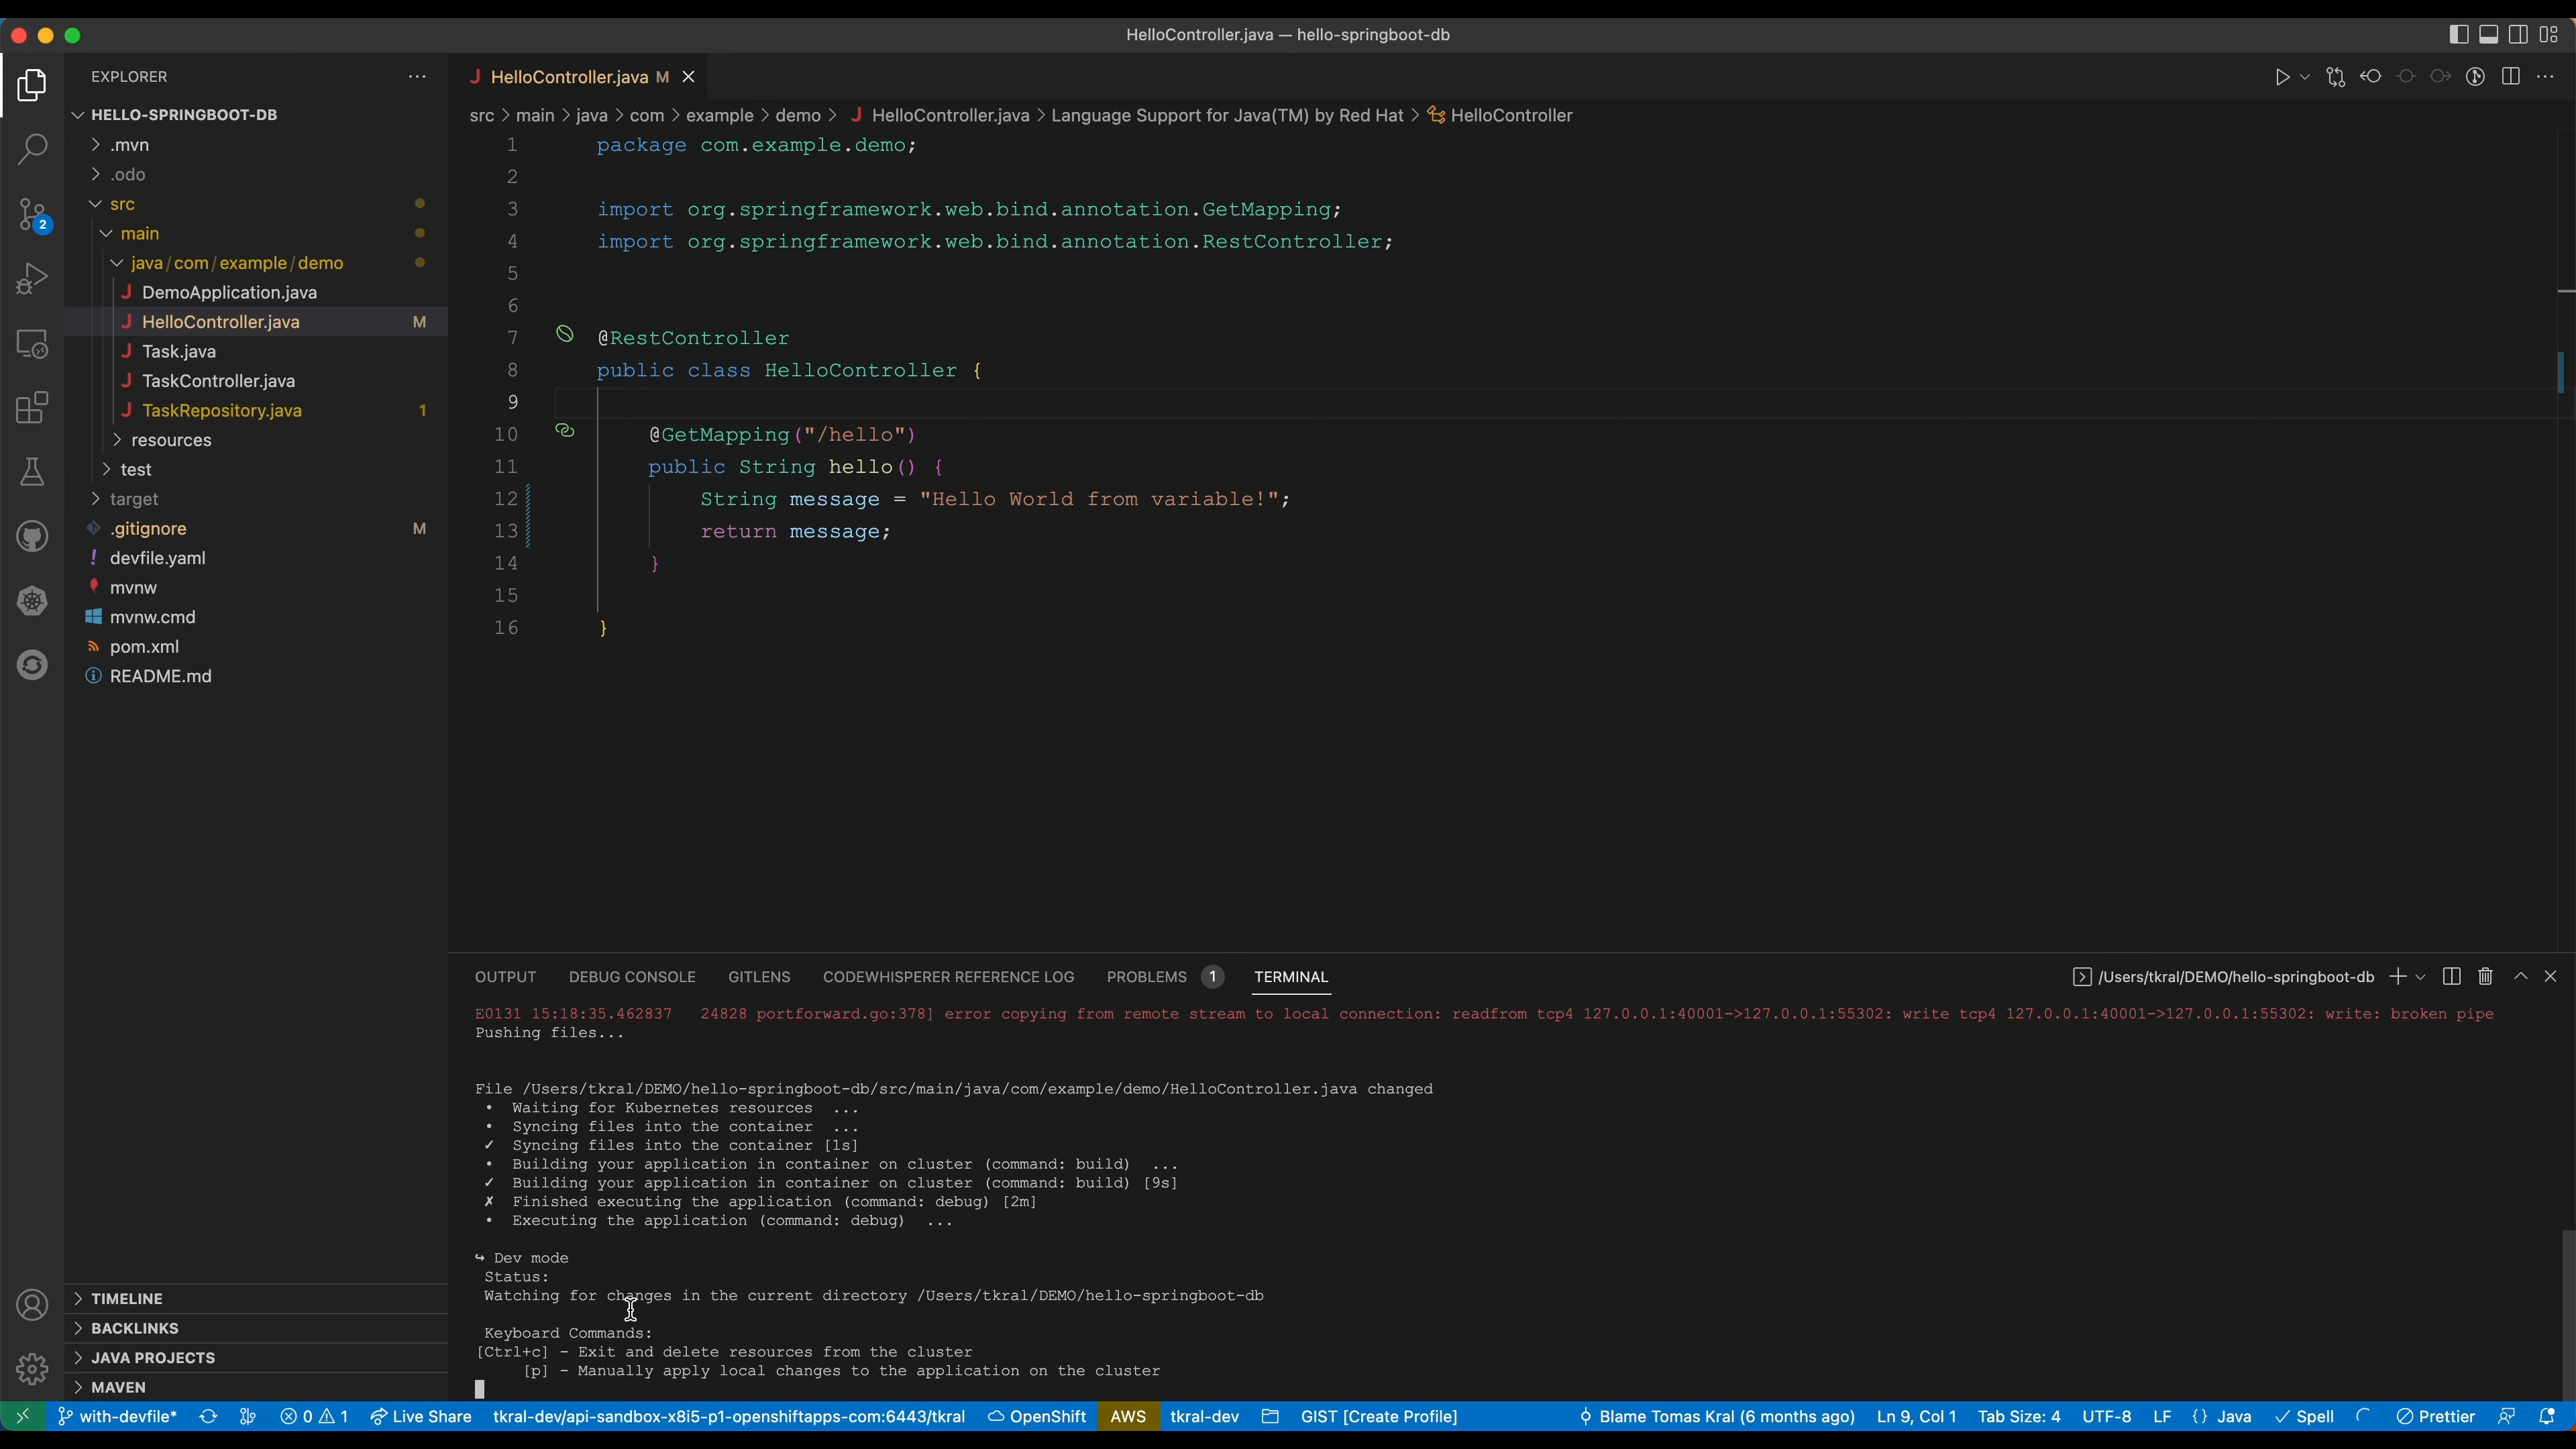 HelloController.java — hello-springboot-db
EXPLORER
HELLO-SPRINGBOOT-DB
.mvn
.odo
src
main
java/com/example/demo
DemoApplication.java
HelloController.java M
Task.java
TaskController.java
TaskRepository.java 1
resources
test
target
.gitignore M
devfile.yaml
mvnw
mvnw.cmd
pom.xml
README.md
TIMELINE
BACKLINKS
JAVA PROJECTS
MAVEN
2
HelloController.java M
src > main > java > com > example > demo > J HelloController.java > Language Support for Java(TM) by Red Hat > HelloController
1 package com.example.demo;
2
3 import org.springframework.web.bind.annotation.GetMapping;
4 import org.springframework.web.bind.annotation.RestController;
5
6
7 @RestController
8 public class HelloController {
9
10 @GetMapping("/hello")
11 public String hello() {
12 String message = "Hello World from variable!";
13 return message;
14 }
15
16 }
OUTPUT DEBUG CONSOLE GITLENS CODEWHISPERER REFERENCE LOG PROBLEMS 1 TERMINAL /Users/tkral/DEMO/hello-springboot-db
E0131 15:18:35.462837 24828 portforward.go:378] error copying from remote stream to local connection: readfrom tcp4 127.0.0.1:40001->127.0.0.1:55302: write tcp4 127.0.0.1:40001->127.0.0.1:55302: write: broken pipe
Pushing files...
File /Users/tkral/DEMO/hello-springboot-db/src/main/java/com/example/demo/HelloController.java changed
• Waiting for Kubernetes resources ...
• Syncing files into the container ...
✓ Syncing files into the container [1s]
• Building your application in container on cluster (command: build) ...
✓ Building your application in container on cluster (command: build) [9s]
✗ Finished executing the application (command: debug) [2m]
• Executing the application (command: debug) ...
↪ Dev mode
Status:
Watching for changes in the current directory /Users/tkral/DEMO/hello-springboot-db
Keyboard Commands:
[Ctrl+c] - Exit and delete resources from the cluster
[p] - Manually apply local changes to the application on the cluster
with-devfile* 0 1 Live Share tkral-dev/api-sandbox-x8i5-p1-openshiftapps-com:6443/tkral OpenShift AWS tkral-dev GIST [Create Profile] Blame Tomas Kral (6 months ago) Ln 9, Col 1 Tab Size: 4 UTF-8 LF {} Java Spell Prettier